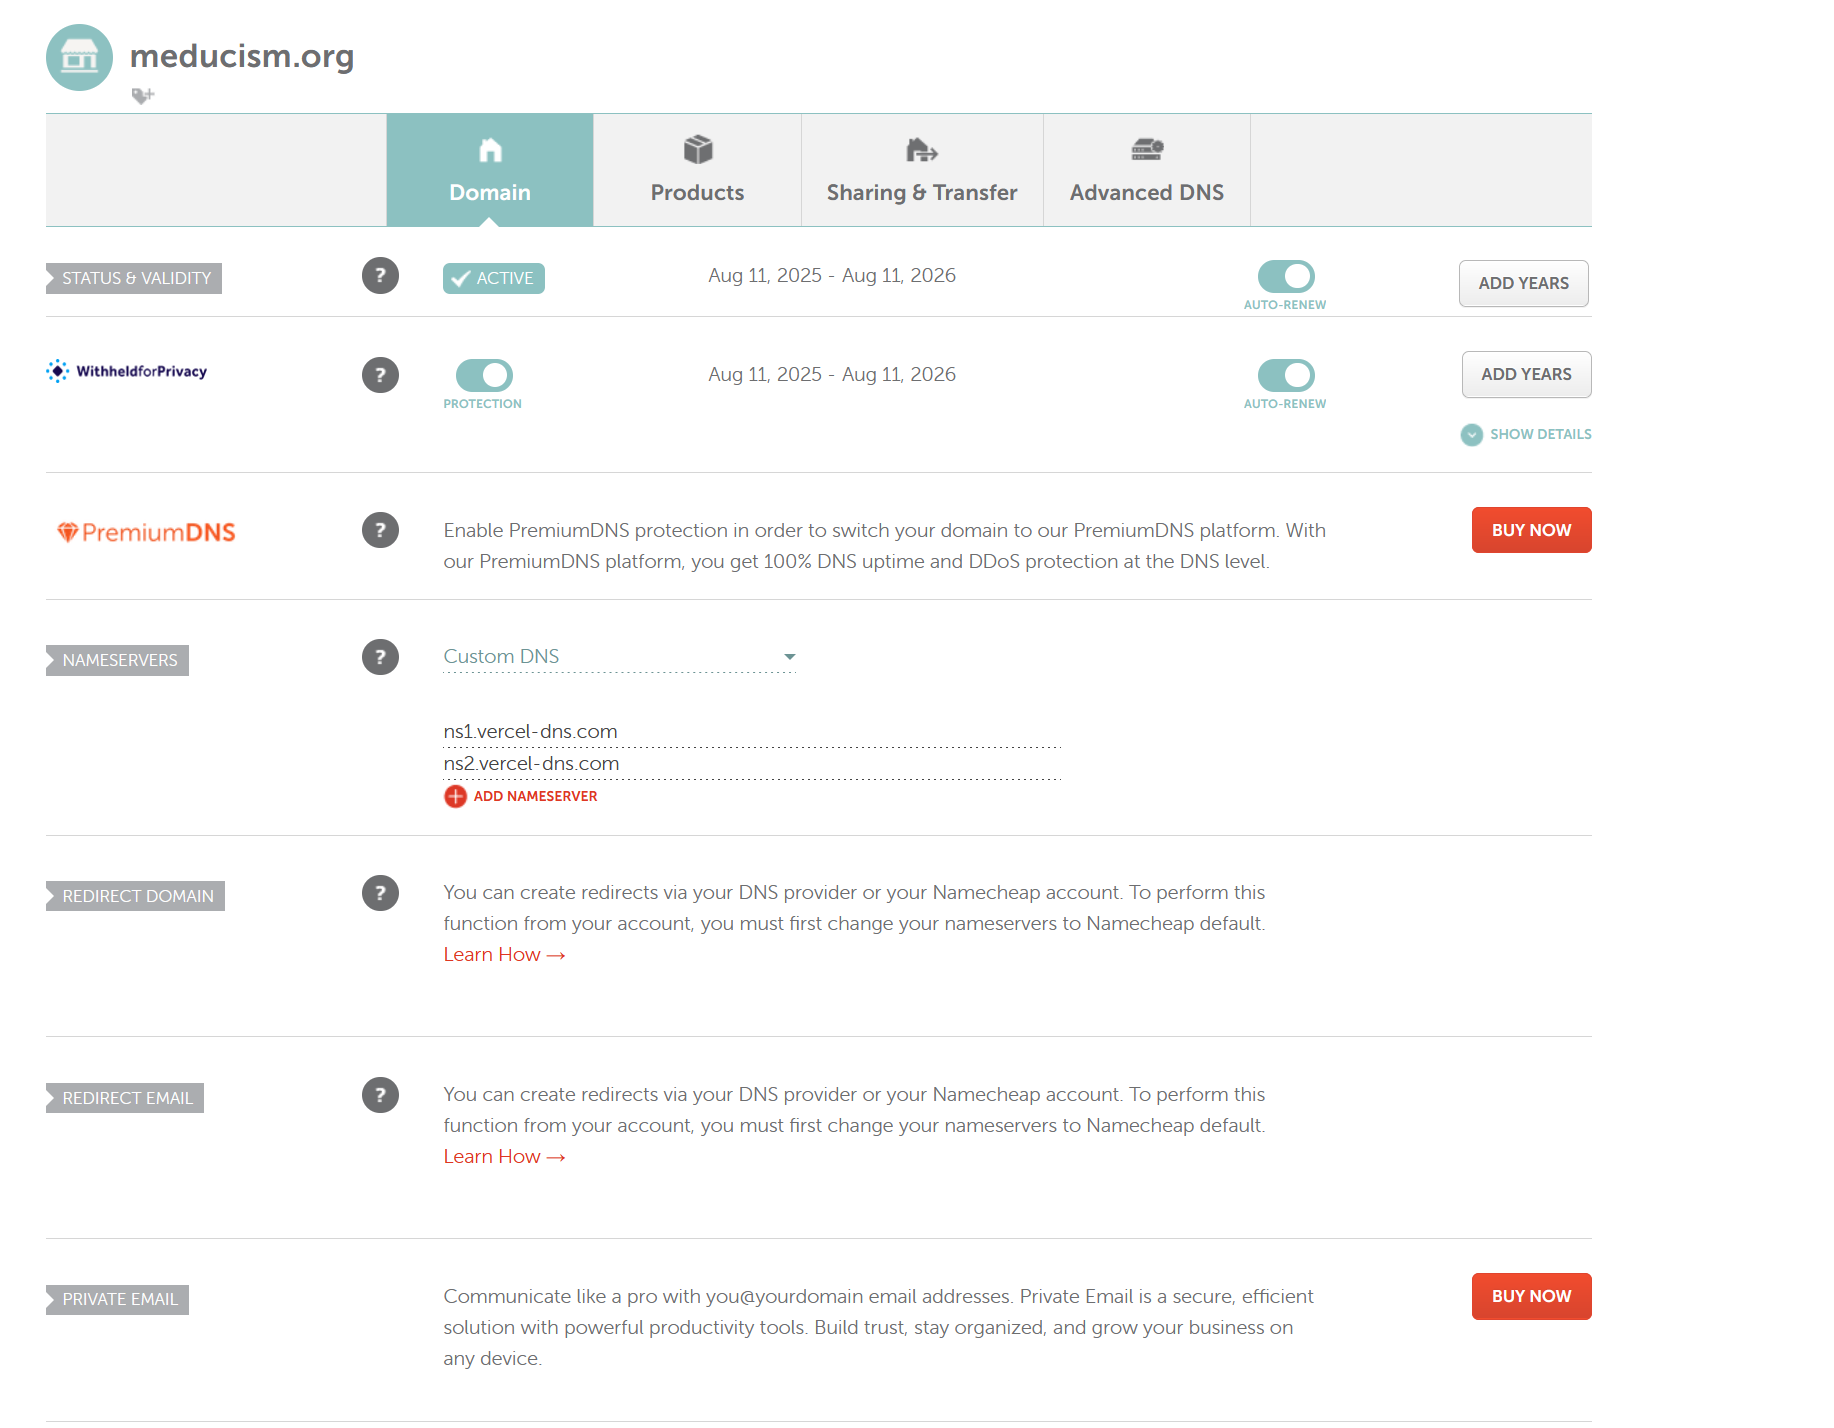 meducism.org
Domain
Products
Sharing & Transfer
Advanced DNS
STATUS & VALIDITY
?
ACTIVE
Aug 11, 2025 - Aug 11, 2026
AUTO-RENEW
ADD YEARS
WithheldforPrivacy
?
PROTECTION
Aug 11, 2025 - Aug 11, 2026
AUTO-RENEW
ADD YEARS
SHOW DETAILS
PremiumDNS
?
Enable PremiumDNS protection in order to switch your domain to our PremiumDNS platform. With
our PremiumDNS platform, you get 100% DNS uptime and DDoS protection at the DNS level.
BUY NOW
NAMESERVERS
?
Custom DNS
ns1.vercel-dns.com
ns2.vercel-dns.com
ADD NAMESERVER
REDIRECT DOMAIN
?
You can create redirects via your DNS provider or your Namecheap account. To perform this
function from your account, you must first change your nameservers to Namecheap default.
Learn How →
REDIRECT EMAIL
?
You can create redirects via your DNS provider or your Namecheap account. To perform this
function from your account, you must first change your nameservers to Namecheap default.
Learn How →
PRIVATE EMAIL
Communicate like a pro with you@yourdomain email addresses. Private Email is a secure, efficient
solution with powerful productivity tools. Build trust, stay organized, and grow your business on
any device.
BUY NOW